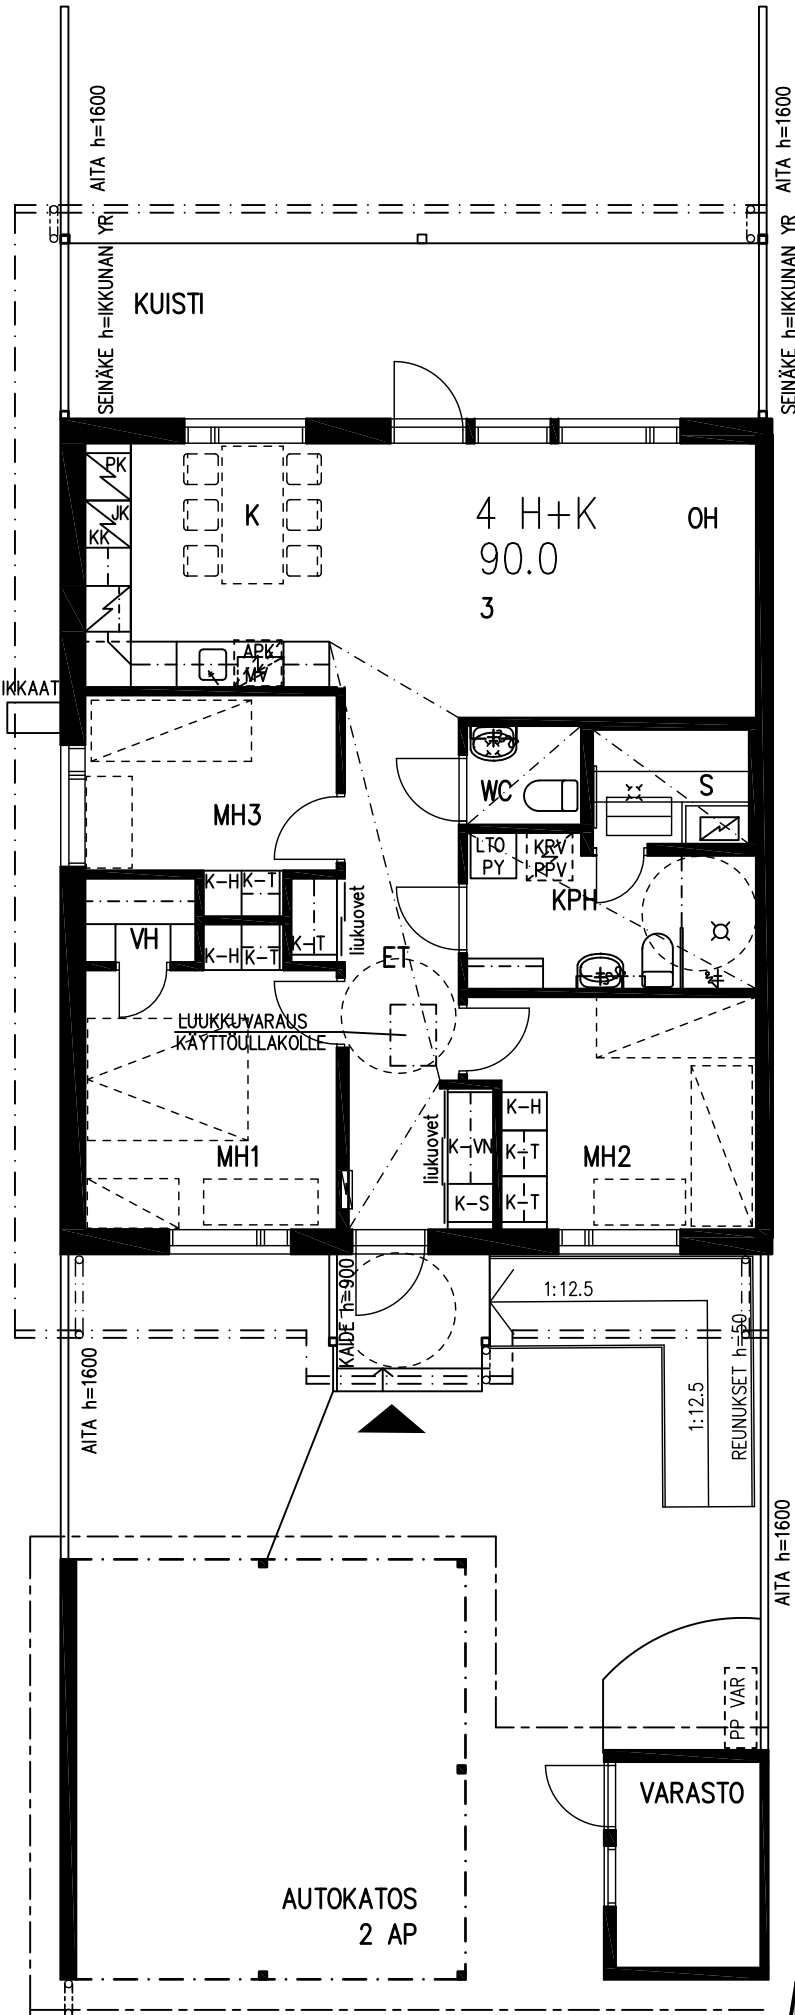 AITA h=1600
AITA h=1600
SEINÄKE h=IKKUNAN YR
SEINÄKE h=IKKUNAN YR
KUISTI
PK
JK
KK
K
4 H+K
90.0
3
OH
APK
MV
IKKAAT
MH3
WC
S
LTO
PY
KRV
PPV
KPH
K-H
K-T
VH
K-H
K-T
K-T
liukuovet
ET
LUUKKUVARAUS
KÄYTTÖULLAKOLLE
MH1
liukuovet
K-VN
K-S
K-H
K-T
K-T
MH2
KAIDE h=900
1:12.5
1:12.5
REUNUKSET h=50
AITA h=1600
AITA h=1600
PP VAR
VARASTO
AUTOKATOS
2 AP